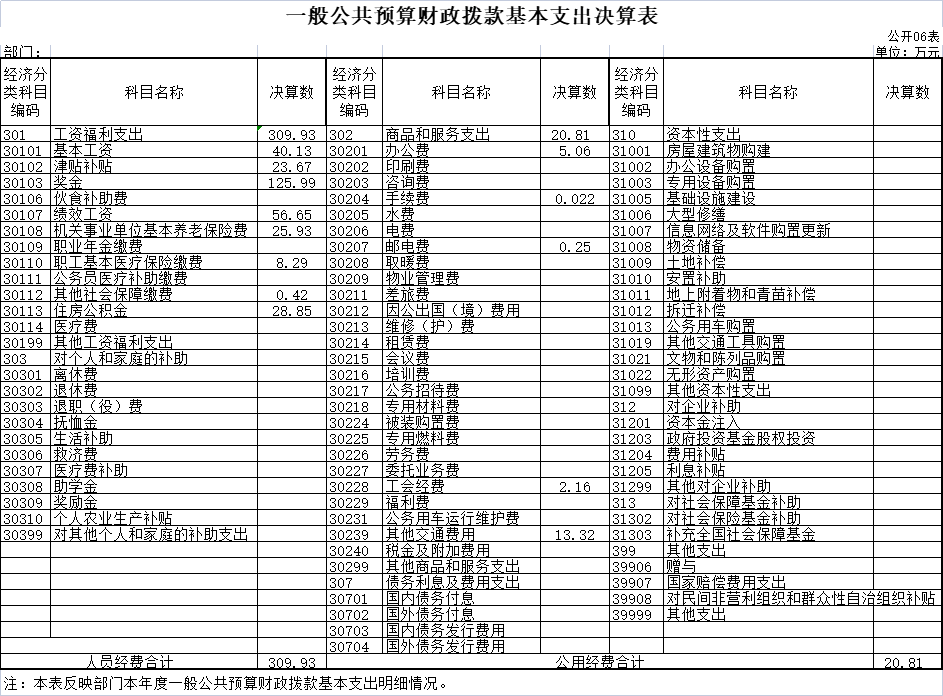 一般公共预算财政拨款基本支出决算表
公开06表
部门： 单位：万元
经济分类科目编码 科目名称 决算数 经济分类科目编码 科目名称 决算数 经济分类科目编码 科目名称 决算数
301 工资福利支出 309.93 302 商品和服务支出 20.81 310 资本性支出
30101 基本工资 40.13 30201 办公费 5.06 31001 房屋建筑物购建
30102 津贴补贴 23.67 30202 印刷费 31002 办公设备购置
30103 奖金 125.99 30203 咨询费 31003 专用设备购置
30106 伙食补助费 30204 手续费 0.022 31005 基础设施建设
30107 绩效工资 56.65 30205 水费 31006 大型修缮
30108 机关事业单位基本养老保险费 25.93 30206 电费 31007 信息网络及软件购置更新
30109 职业年金缴费 30207 邮电费 0.25 31008 物资储备
30110 职工基本医疗保险缴费 8.29 30208 取暖费 31009 土地补偿
30111 公务员医疗补助缴费 30209 物业管理费 31010 安置补助
30112 其他社会保障缴费 0.42 30211 差旅费 31011 地上附着物和青苗补偿
30113 住房公积金 28.85 30212 因公出国（境）费用 31012 拆迁补偿
30114 医疗费 30213 维修（护）费 31013 公务用车购置
30199 其他工资福利支出 30214 租赁费 31019 其他交通工具购置
303 对个人和家庭的补助 30215 会议费 31021 文物和陈列品购置
30301 离休费 30216 培训费 31022 无形资产购置
30302 退休费 30217 公务招待费 31099 其他资本性支出
30303 退职（役）费 30218 专用材料费 312 对企业补助
30304 抚恤金 30224 被装购置费 31201 资本金注入
30305 生活补助 30225 专用燃料费 31203 政府投资基金股权投资
30306 救济费 30226 劳务费 31204 费用补贴
30307 医疗费补助 30227 委托业务费 31205 利息补贴
30308 助学金 30228 工会经费 2.16 31299 其他对企业补助
30309 奖励金 30229 福利费 313 对社会保障基金补助
30310 个人农业生产补贴 30231 公务用车运行维护费 31302 对社会保险基金补助
30399 对其他个人和家庭的补助支出 30239 其他交通费用 13.32 31303 补充全国社会保障基金
30240 税金及附加费用 399 其他支出
30299 其他商品和服务支出 39906 赠与
307 债务利息及费用支出 39907 国家赔偿费用支出
30701 国内债务付息 39908 对民间非营利组织和群众性自治组织补贴
30702 国外债务付息 39999 其他支出
30703 国内债务发行费用
30704 国外债务发行费用
人员经费合计 309.93 公用经费合计 20.81
注：本表反映部门本年度一般公共预算财政拨款基本支出明细情况。